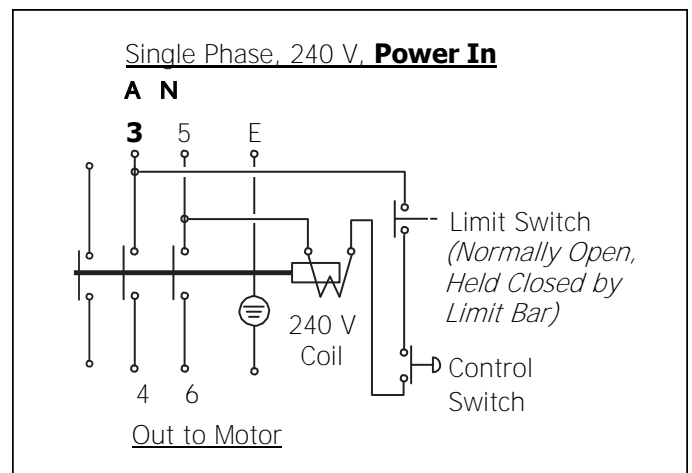 Single Phase, 240 V, Power In
A N
3 5 E
Limit Switch
(Normally Open,
Held Closed by
Limit Bar)
240 V
Coil
Control
Switch
4 6
Out to Motor